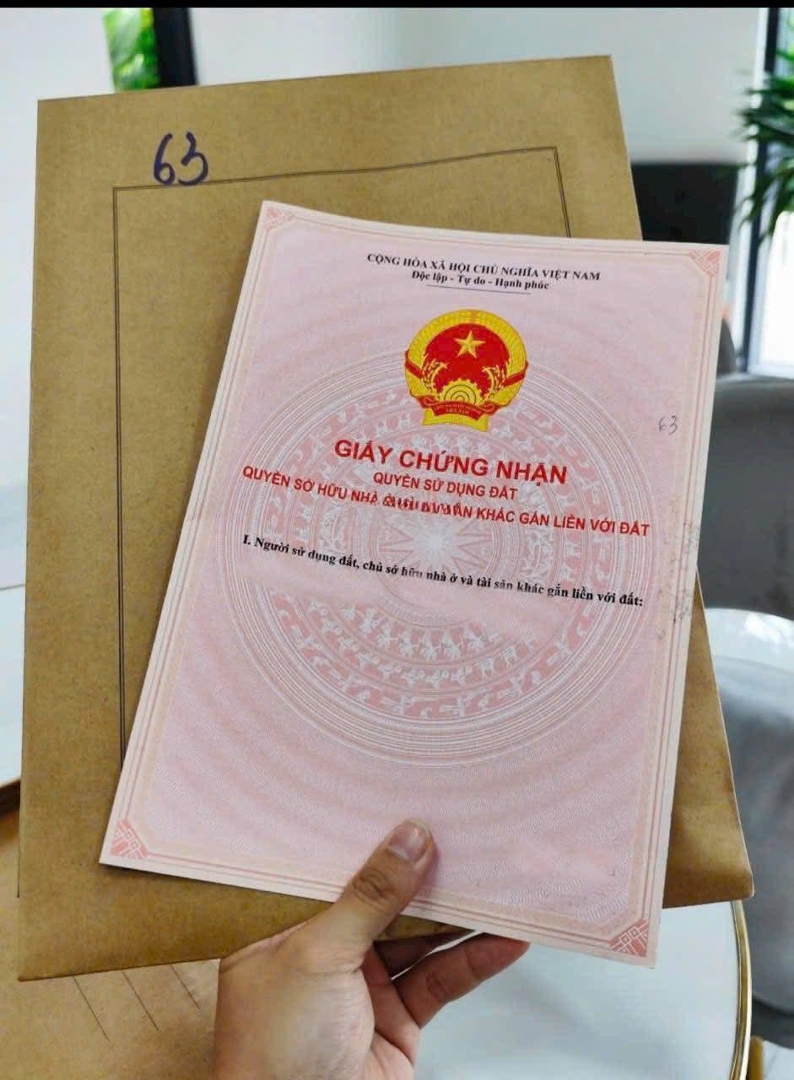 63
CỘNG HÒA XÃ HỘI CHỦ NGHĨA VIỆT NAM
Độc lập - Tự do - Hạnh phúc
63
GIẤY CHỨNG NHẬN
QUYỀN SỬ DỤNG ĐẤT
QUYỀN SỞ HỮU NHÀ SẢN KHÁC GẮN LIỀN VỚI ĐẤT
I. Người sử dụng đất, chủ sở hữu nhà ở và tài sản khác gắn liền với đất: